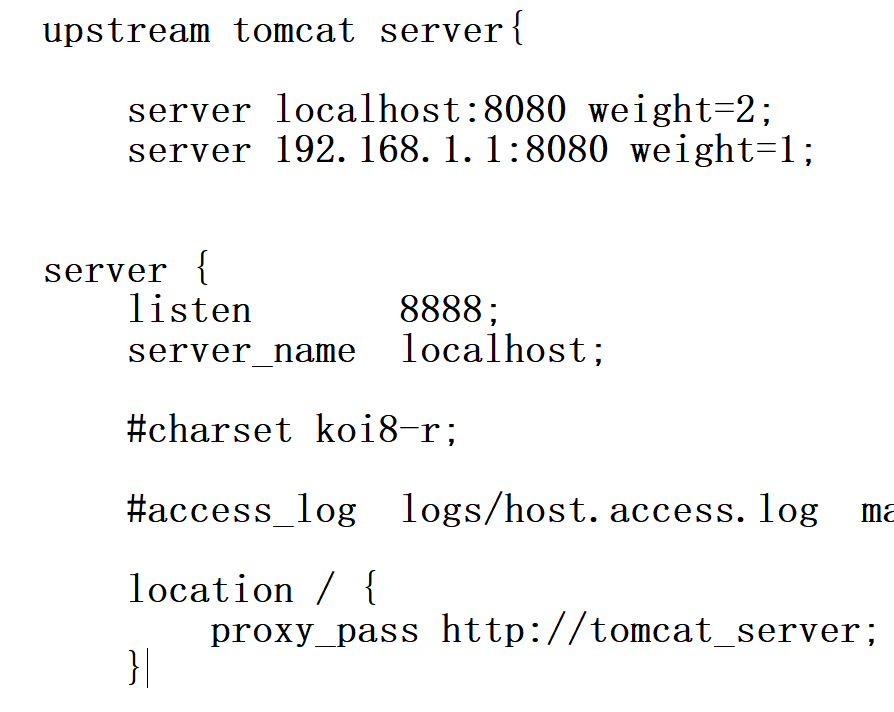 upstream tomcat server{
server localhost:8080 weight=2;
server 192.168.1.1:8080 weight=1;
server {
listen 8888;
server_name localhost;
#charset koi8-r;
#access_log logs/host.access.log ma
location / {
proxy_pass http://tomcat_server;
}